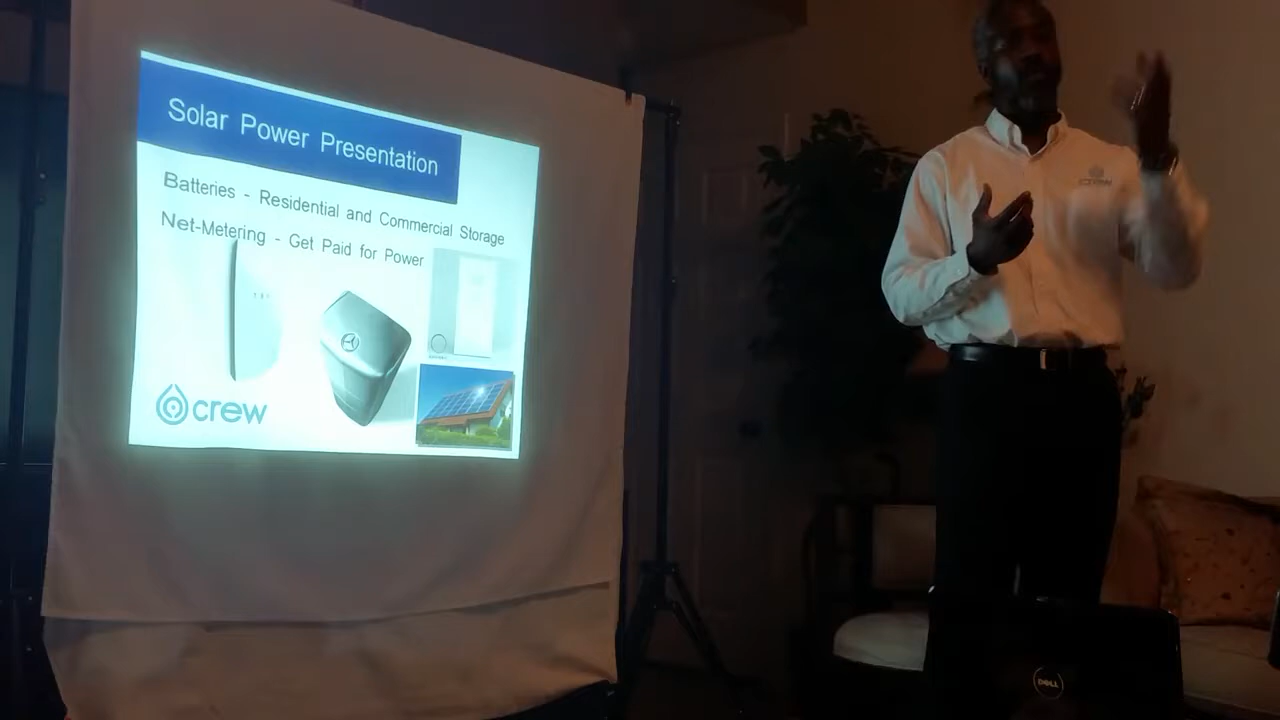 Solar Power Presentation
Batteries - Residential and Commercial Storage
Net-Metering - Get Paid for Power
crew
DELL